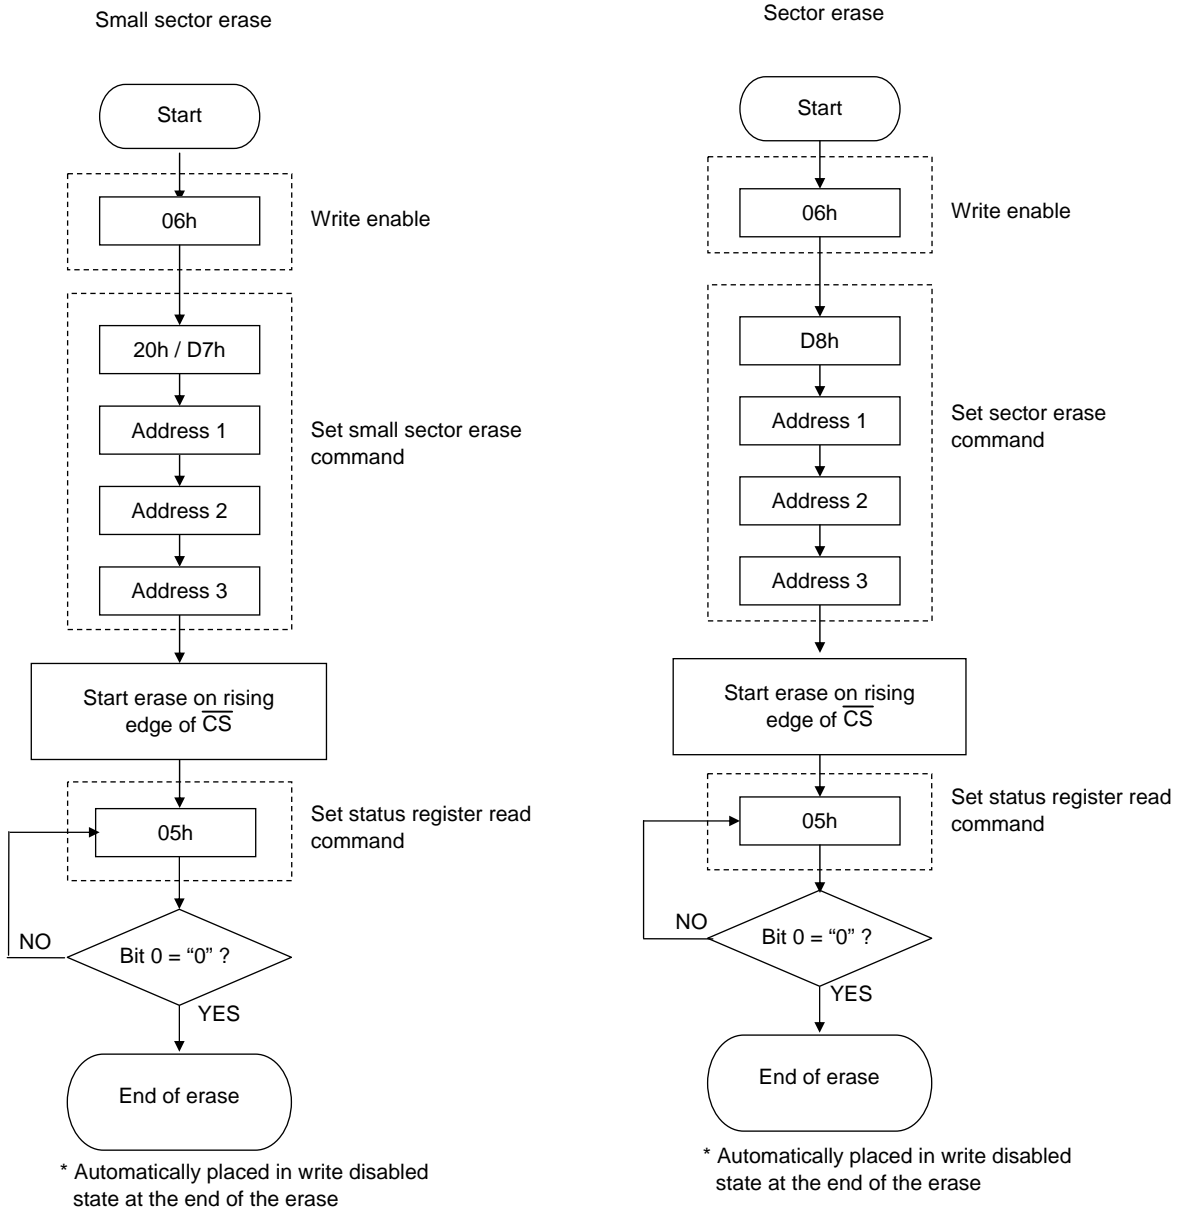 Small sector erase
Start
06h
Write enable
20h / D7h
Address 1
Address 2
Address 3
Set small sector erase
command
Start erase on rising
edge of C̅S̅
05h
Set status register read
command
Bit 0 = “0” ?
NO
YES
End of erase
* Automatically placed in write disabled
state at the end of the erase
Sector erase
Start
06h
Write enable
D8h
Address 1
Address 2
Address 3
Set sector erase
command
Start erase on rising
edge of C̅S̅
05h
Set status register read
command
Bit 0 = “0” ?
NO
YES
End of erase
* Automatically placed in write disabled
state at the end of the erase